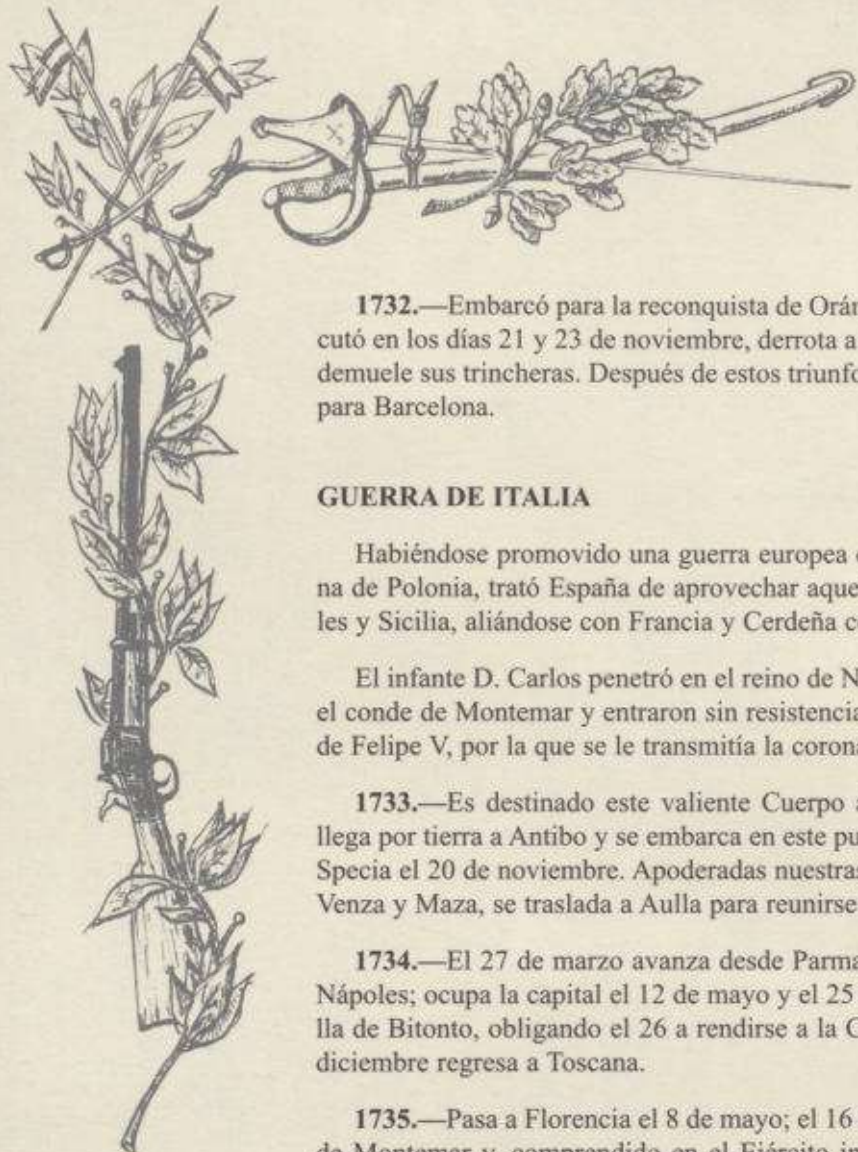 1732.—Embarcó para la reconquista de Orán
cutó en los días 21 y 23 de noviembre, derrota a
demuele sus trincheras. Después de estos triunfo
para Barcelona.
GUERRA DE ITALIA
Habiéndose promovido una guerra europea
na de Polonia, trató España de aprovechar aque
les y Sicilia, aliándose con Francia y Cerdeña c
El infante D. Carlos penetró en el reino de N
el conde de Montemar y entraron sin resistencia
de Felipe V, por la que se le transmitía la corona
1733.—Es destinado este valiente Cuerpo a
llega por tierra a Antibo y se embarca en este pu
Specia el 20 de noviembre. Apoderadas nuestras
Venza y Maza, se traslada a Aulla para reunirse
1734.—El 27 de marzo avanza desde Parma
Nápoles; ocupa la capital el 12 de mayo y el 25
lla de Bitonto, obligando el 26 a rendirse a la
diciembre regresa a Toscana.
1735.—Pasa a Florencia el 8 de mayo; el 16
de Montemar y, comprendido en el Ejército